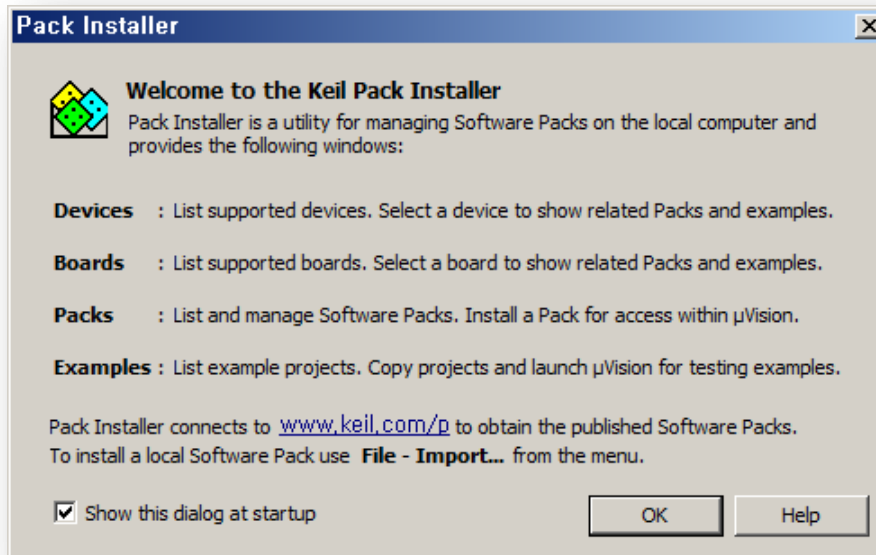 Pack Installer
Welcome to the Keil Pack Installer
Pack Installer is a utility for managing Software Packs on the local computer and
provides the following windows:
Devices : List supported devices. Select a device to show related Packs and examples.
Boards : List supported boards. Select a board to show related Packs and examples.
Packs : List and manage Software Packs. Install a Pack for access within µVision.
Examples : List example projects. Copy projects and launch µVision for testing examples.
Pack Installer connects to www.keil.com/p to obtain the published Software Packs.
To install a local Software Pack use File - Import... from the menu.
Show this dialog at startup
OK
Help